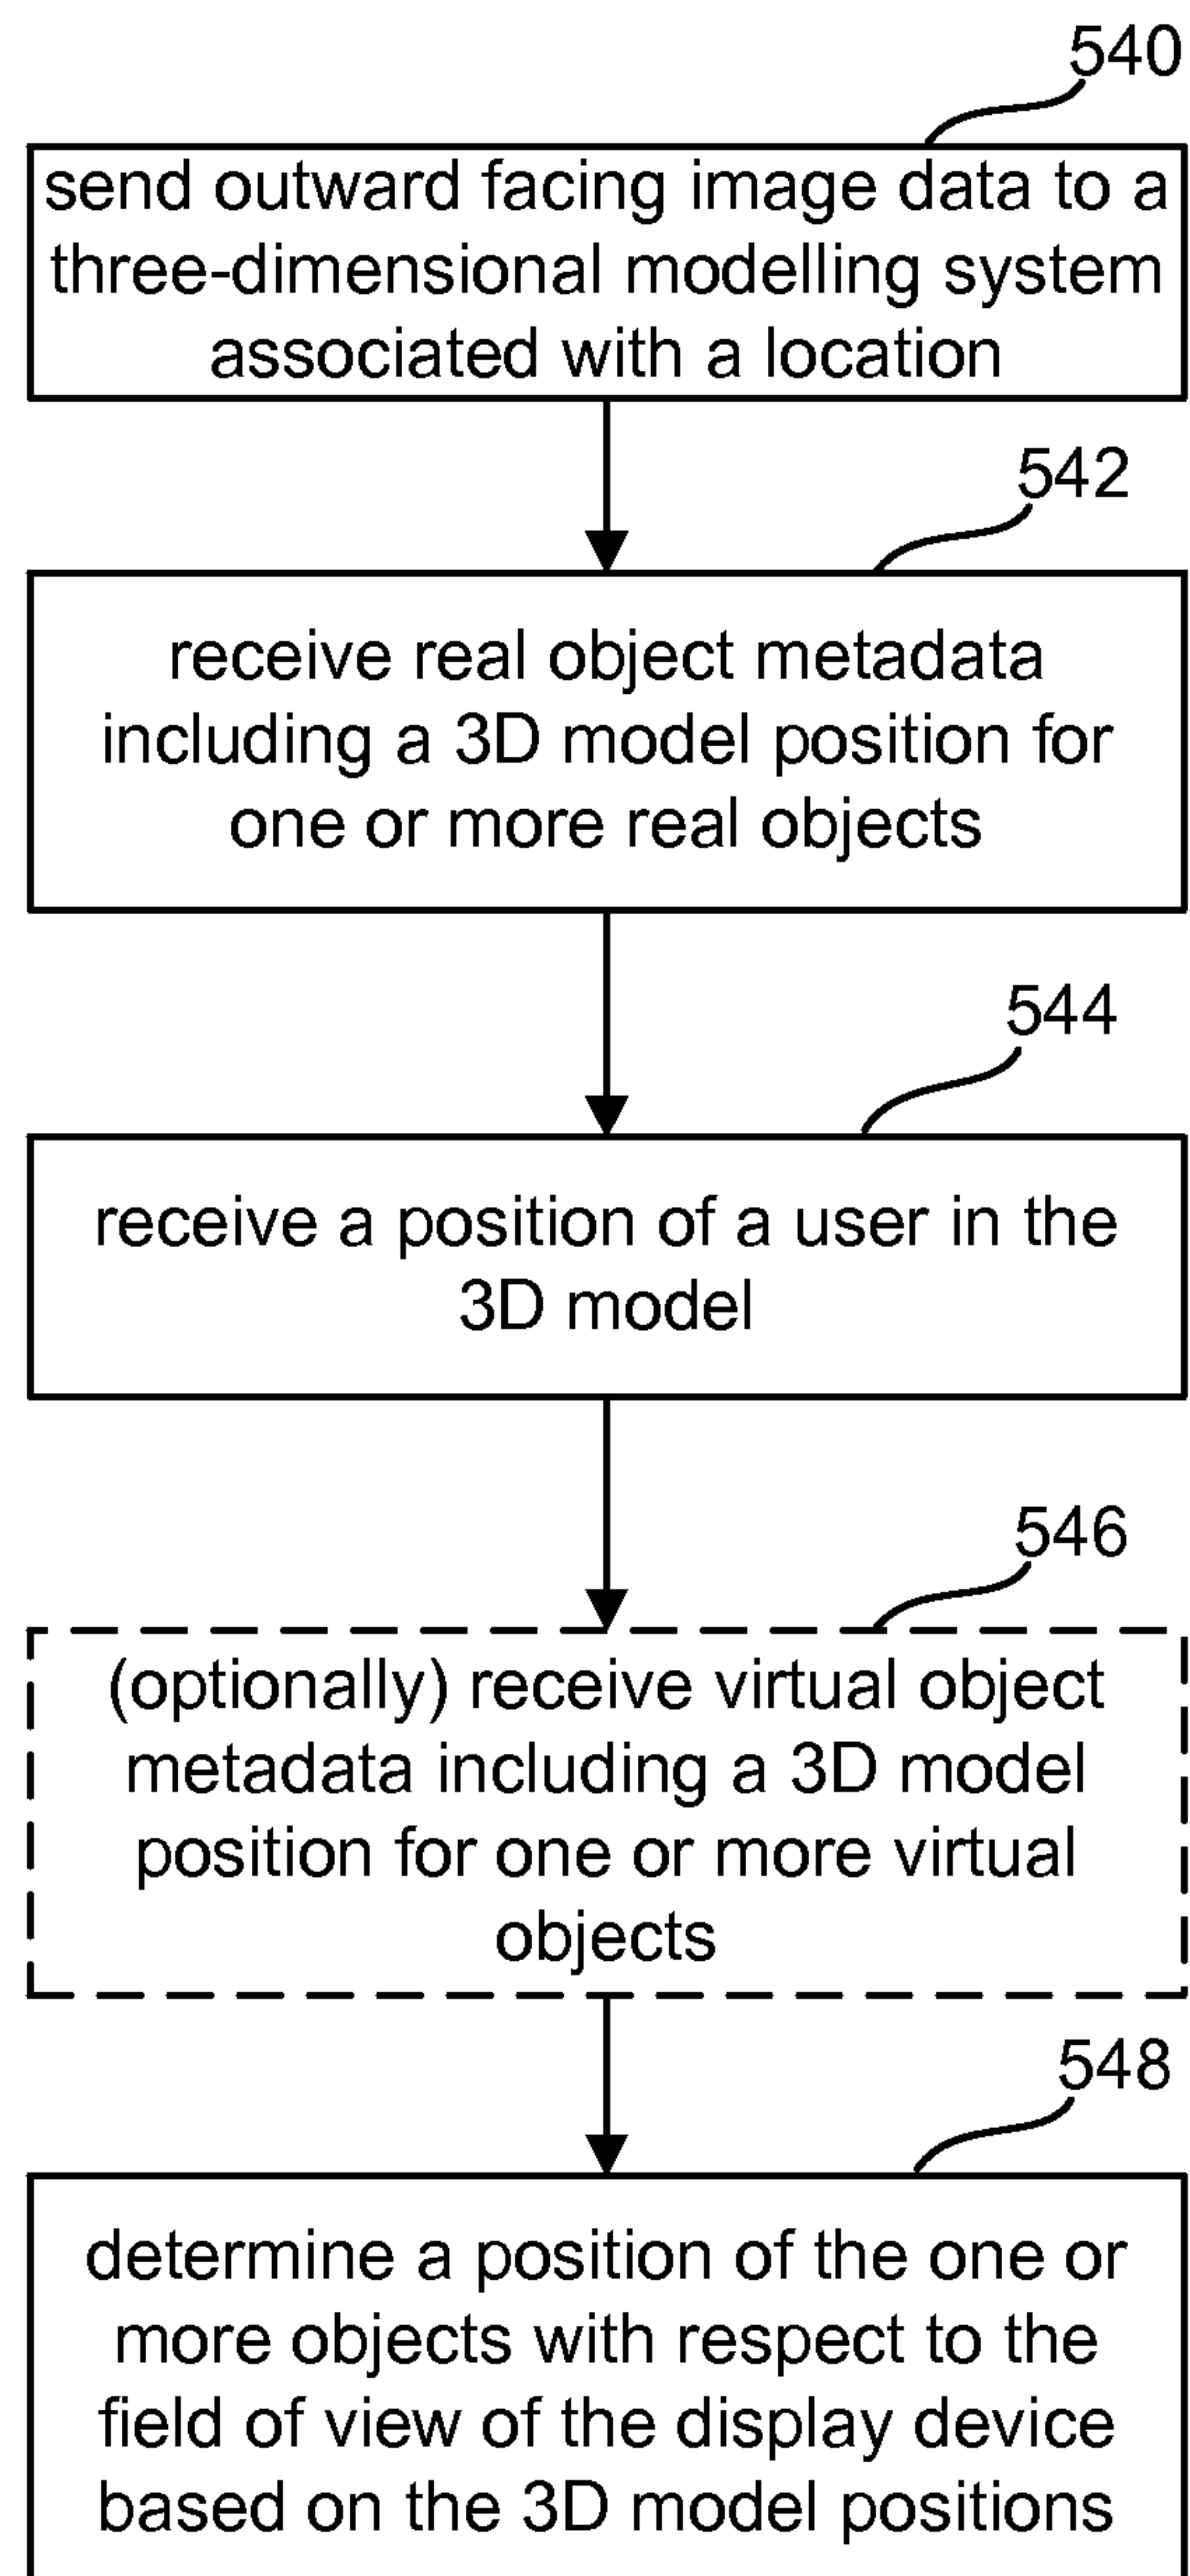 540
send outward facing image data to a
three-dimensional modelling system
associated with a location
542
receive real object metadata
including a 3D model position for
one or more real objects
544
receive a position of a user in the
3D model
546
(optionally) receive virtual object
metadata including a 3D model
position for one or more virtual
objects
548
determine a position of the one or
more objects with respect to the
field of view of the display device
based on the 3D model positions